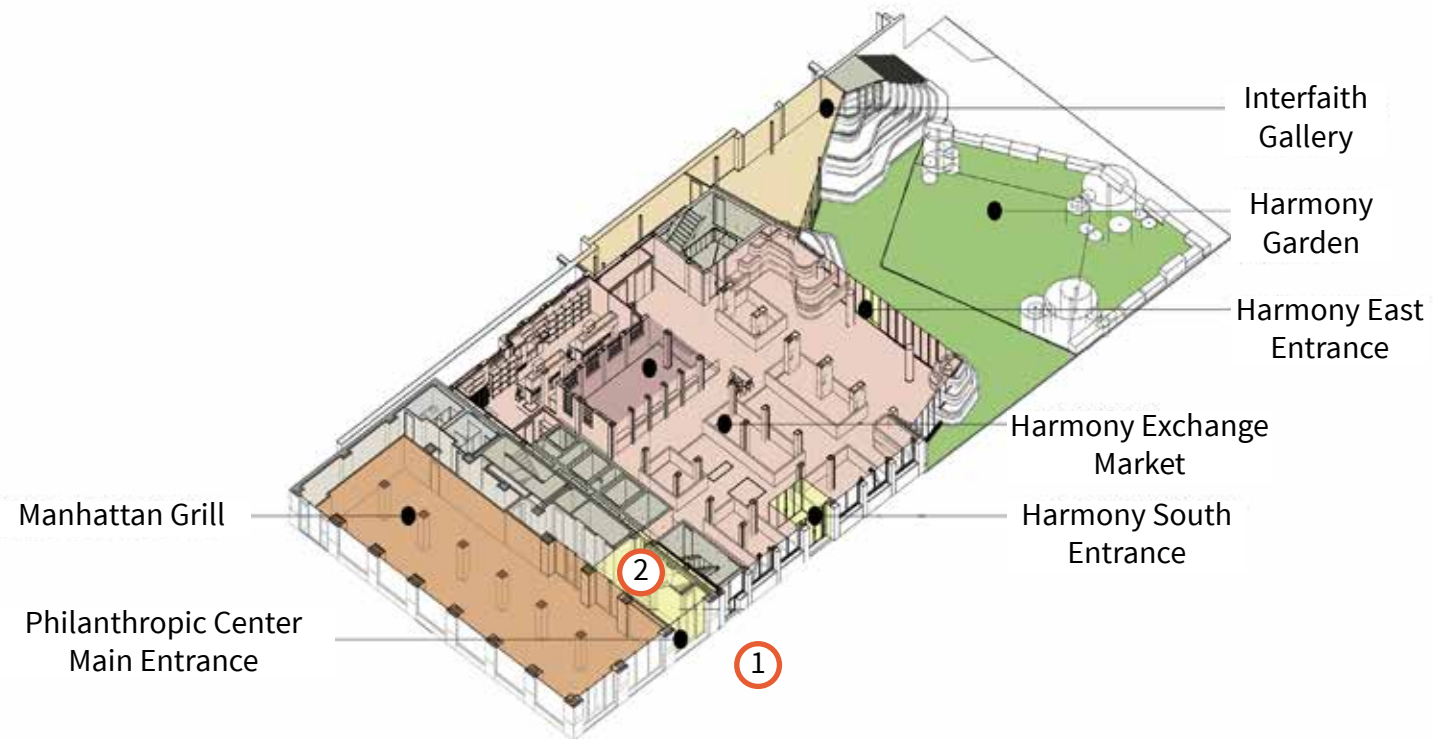 Interfaith
Gallery
Harmony
Garden
Harmony East
Entrance
Harmony Exchange
Market
Manhattan Grill
Harmony South
Entrance
2
Philanthropic Center
Main Entrance
1